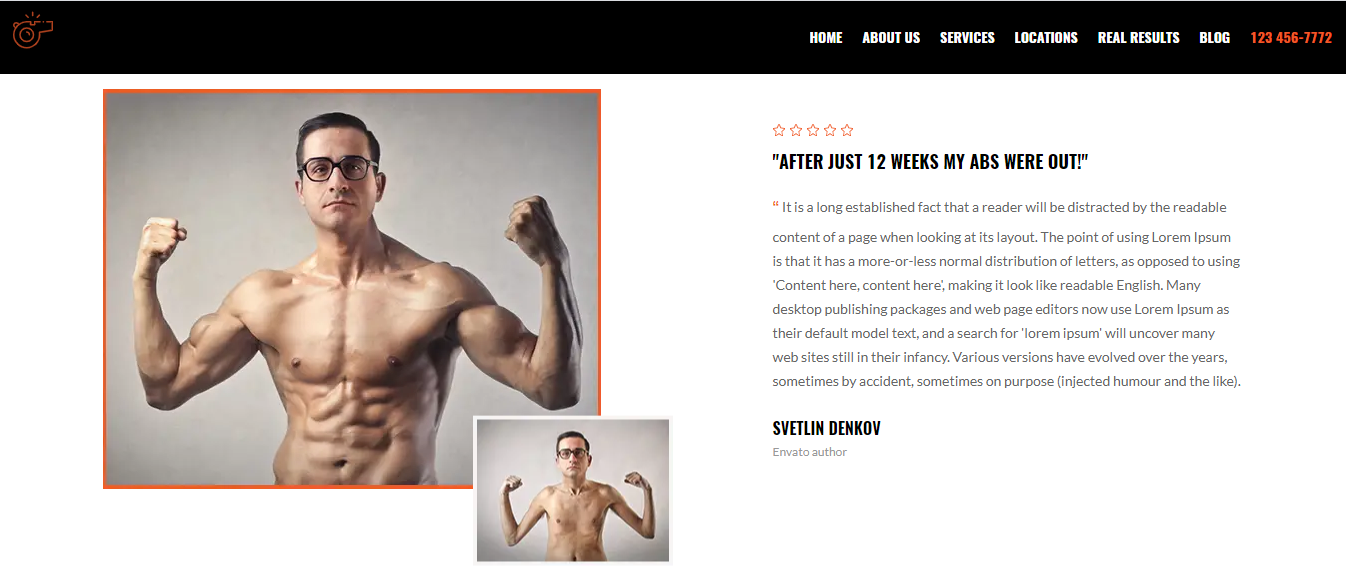 HOME ABOUT US SERVICES LOCATIONS REAL RESULTS BLOG 123 456-7772
"AFTER JUST 12 WEEKS MY ABS WERE OUT!"
“ It is a long established fact that a reader will be distracted by the readable
content of a page when looking at its layout. The point of using Lorem Ipsum
is that it has a more-or-less normal distribution of letters, as opposed to using
'Content here, content here', making it look like readable English. Many
desktop publishing packages and web page editors now use Lorem Ipsum as
their default model text, and a search for 'lorem ipsum' will uncover many
web sites still in their infancy. Various versions have evolved over the years,
sometimes by accident, sometimes on purpose (injected humour and the like).
SVETLIN DENKOV
Envato author